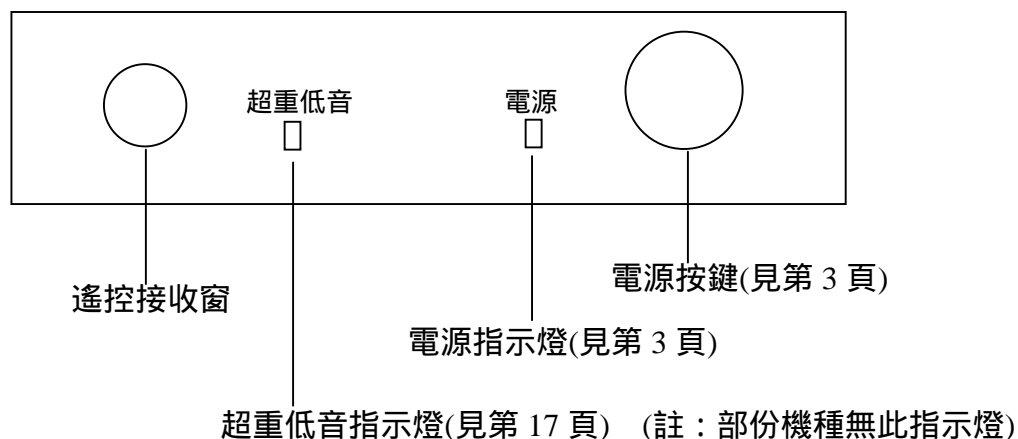 超重低音
電源
電源按鍵(見第 3 頁)
遙控接收窗
電源指示燈(見第 3 頁)
超重低音指示燈(見第 17 頁) (註：部份機種無此指示燈)